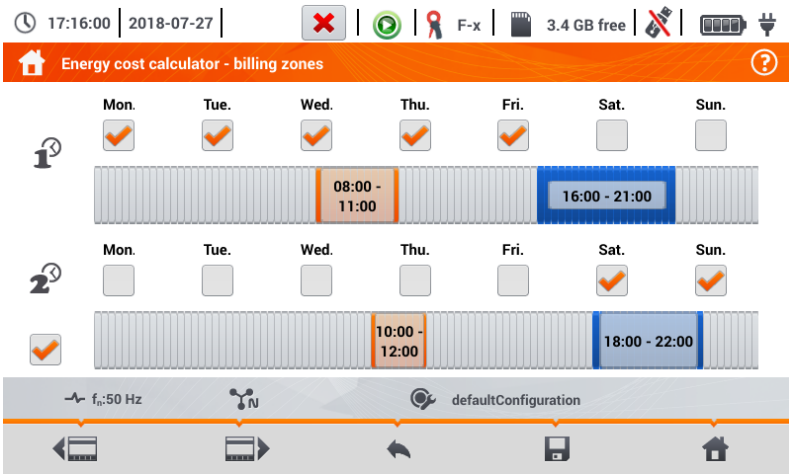 17:16:00 2018-07-27 F-x 3.4 GB free
Energy cost calculator - billing zones ?
Mon. Tue. Wed. Thu. Fri. Sat. Sun.
1
08:00 -
11:00
16:00 - 21:00
Mon. Tue. Wed. Thu. Fri. Sat. Sun.
2
10:00 -
12:00
18:00 - 22:00
fn:50 Hz N defaultConfiguration